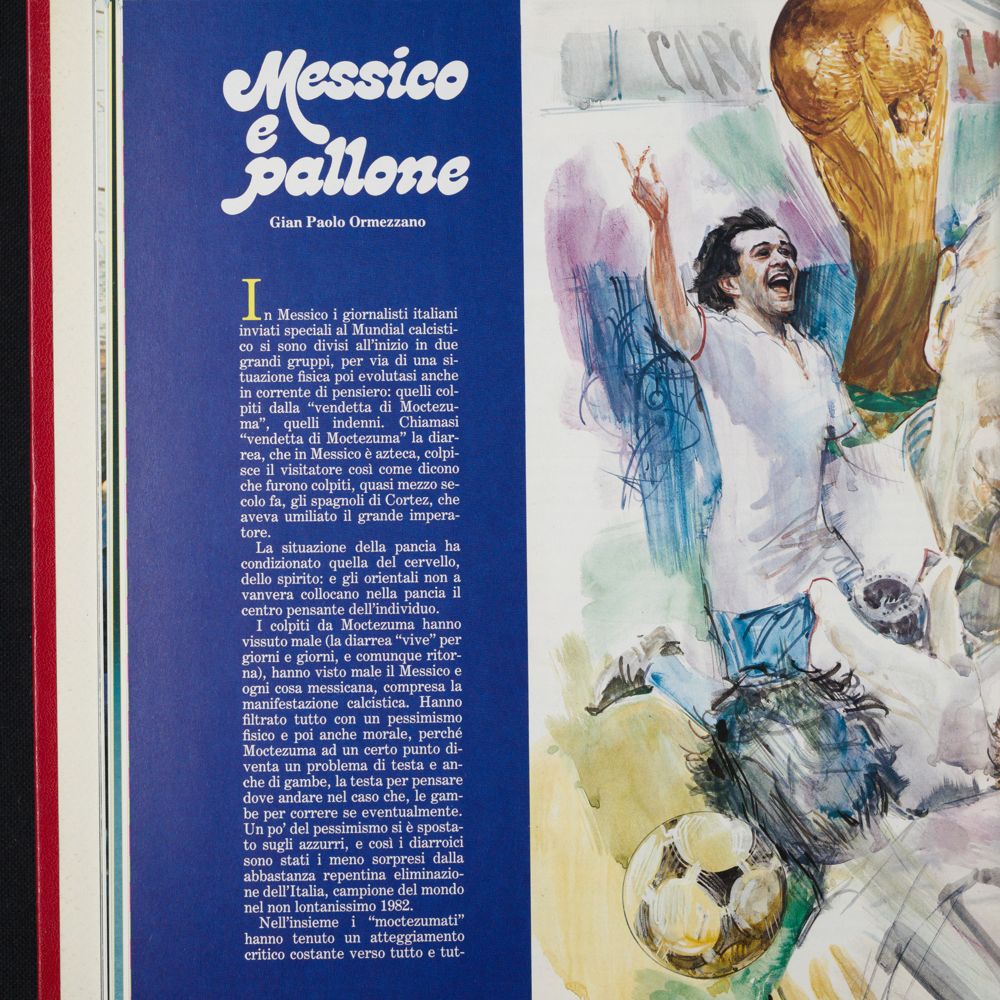 Messico
e
pallone
Gian Paolo Ormezzano
In Messico i giornalisti italiani
inviati speciali al Mundial calcisti-
co si sono divisi all'inizio in due
grandi gruppi, per via di una si-
tuazione fisica poi evolutasi anche
in corrente di pensiero: quelli col-
piti dalla "vendetta di Moctezu-
ma", quelli indenni. Chiamasi
"vendetta di Moctezuma" la diar-
rea, che in Messico è azteca, colpi-
sce il visitatore così come dicono
che furono colpiti, quasi mezzo se-
colo fa, gli spagnoli di Cortez, che
aveva umiliato il grande impera-
tore.
La situazione della pancia ha
condizionato quella del cervello,
dello spirito: e gli orientali non a
vanvera collocano nella pancia il
centro pensante dell'individuo.
I colpiti da Moctezuma hanno
vissuto male (la diarrea "vive" per
giorni e giorni, e comunque ritor-
na), hanno visto male il Messico e
ogni cosa messicana, compresa la
manifestazione calcistica. Hanno
filtrato tutto con un pessimismo
fisico e poi anche morale, perché
Moctezuma ad un certo punto di-
venta un problema di testa e an-
che di gambe, la testa per pensare
dove andare nel caso che, le gam-
be per correre se eventualmente.
Un po' del pessimismo si è sposta-
to sugli azzurri, e così i diarroici
sono stati i meno sorpresi dalla
abbastanza repentina eliminazio-
ne dell'Italia, campione del mondo
nel non lontanissimo 1982.
Nell'insieme i "moctezumati"
hanno tenuto un atteggiamento
critico costante verso tutto e tut-